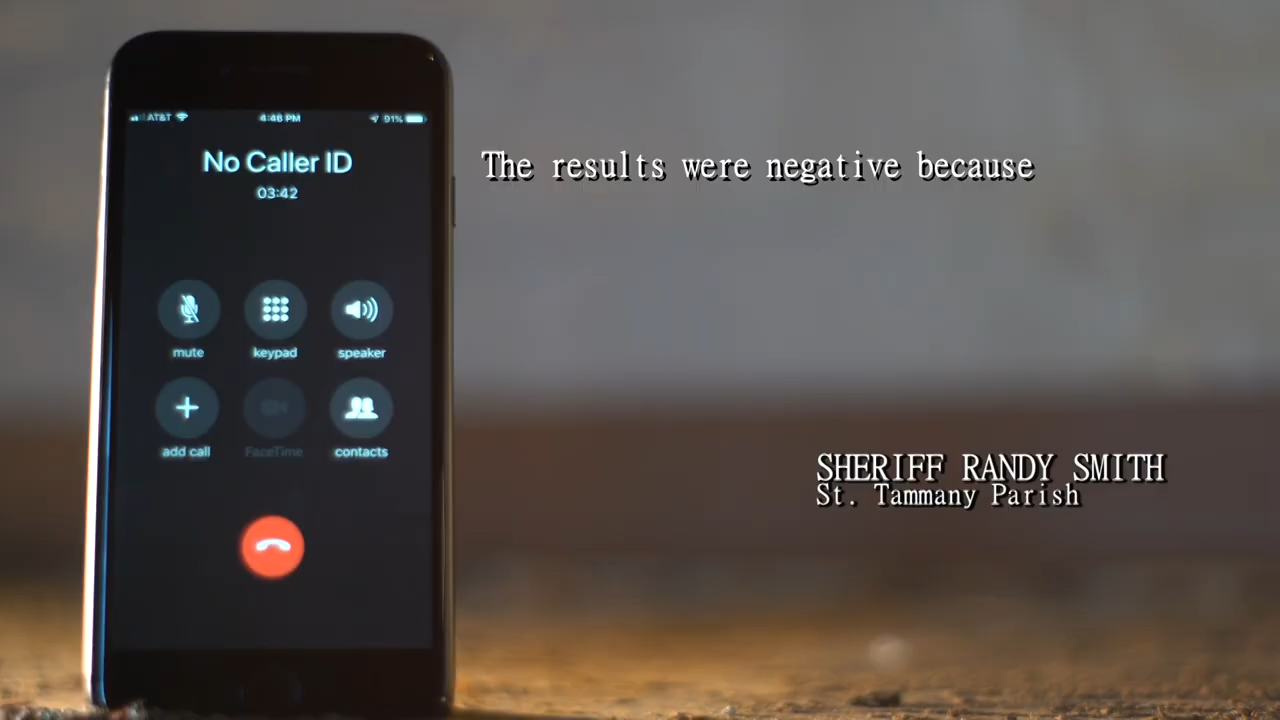 AT&T 4:46 PM 91%
No Caller ID
03:42
The results were negative because
mute keypad speaker
add call FaceTime contacts
SHERIFF RANDY SMITH
St. Tammany Parish